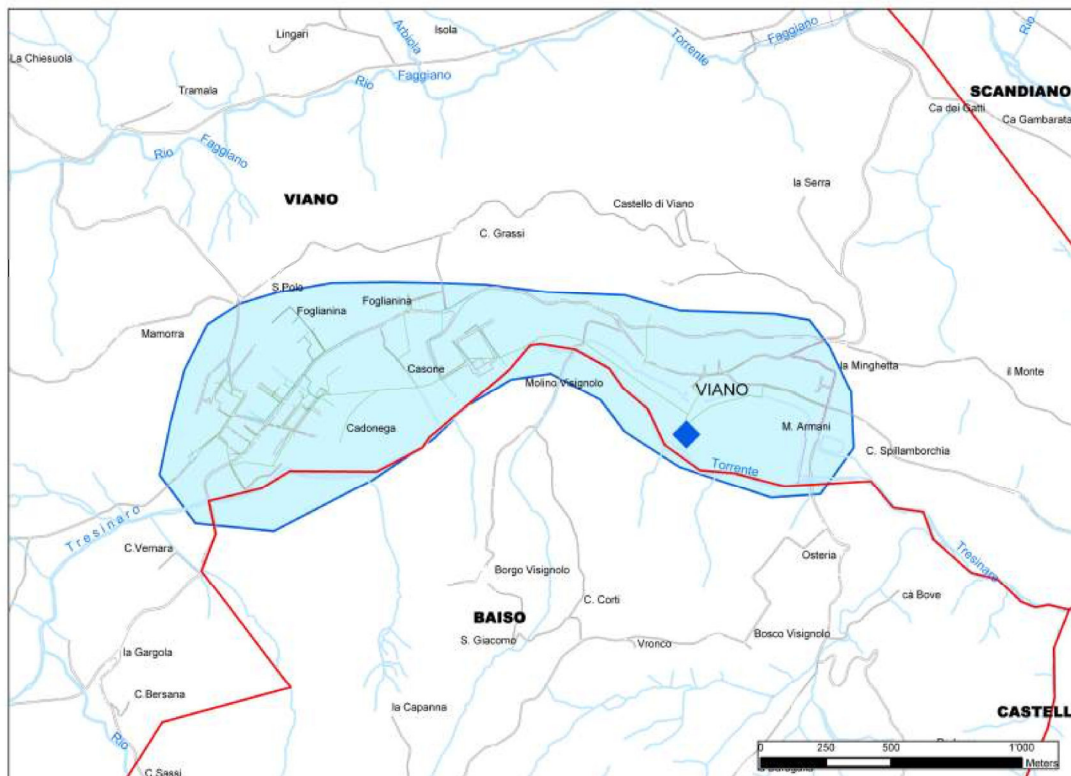 Lingari
Isola
Arbiola
Torrente
Faggiano
Rio
La Chiesuola
Rio
Faggiano
Tramala
SCANDIANO
Ca dei Gatti
Ca Gambarata
Rio
Faggiano
la Serra
VIANO
Castello di Viano
C. Grassi
S.Polo
Foglianina
Foglianina
Mamorra
Casone
la Minghetta
il Monte
Molino Visignolo
VIANO
Cadonega
M. Armani
C. Spillamborchia
Torrente
Tresinaro
C.Vernara
Osteria
Tresinaro
Borgo Visignolo
cà Bove
C. Corti
BAISO
S. Giacomo
Vronco
Bosco Visignolo
la Gargola
C.Bersana
la Capanna
CASTELL
Rio
0 250 500 1'000
Meters
C.Sassi